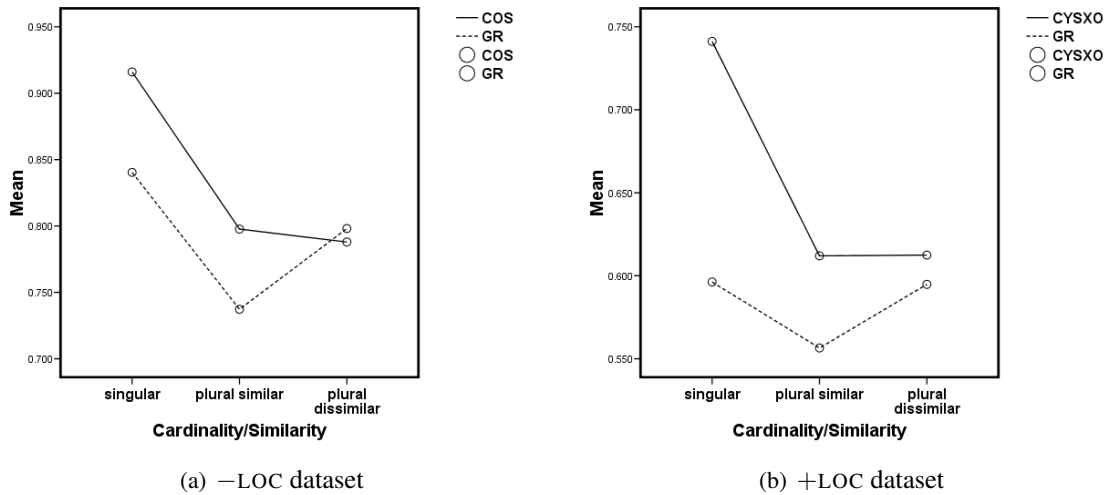 0.950
0.900
0.850
0.800
0.750
0.700
Mean
singular
plural similar
plural
dissimilar
Cardinality/Similarity
COS
GR
COS
GR
(a) −LOC dataset
0.750
0.700
0.650
0.600
0.550
Mean
singular
plural similar
plural
dissimilar
Cardinality/Similarity
CYSXO
GR
CYSXO
GR
(b) +LOC dataset